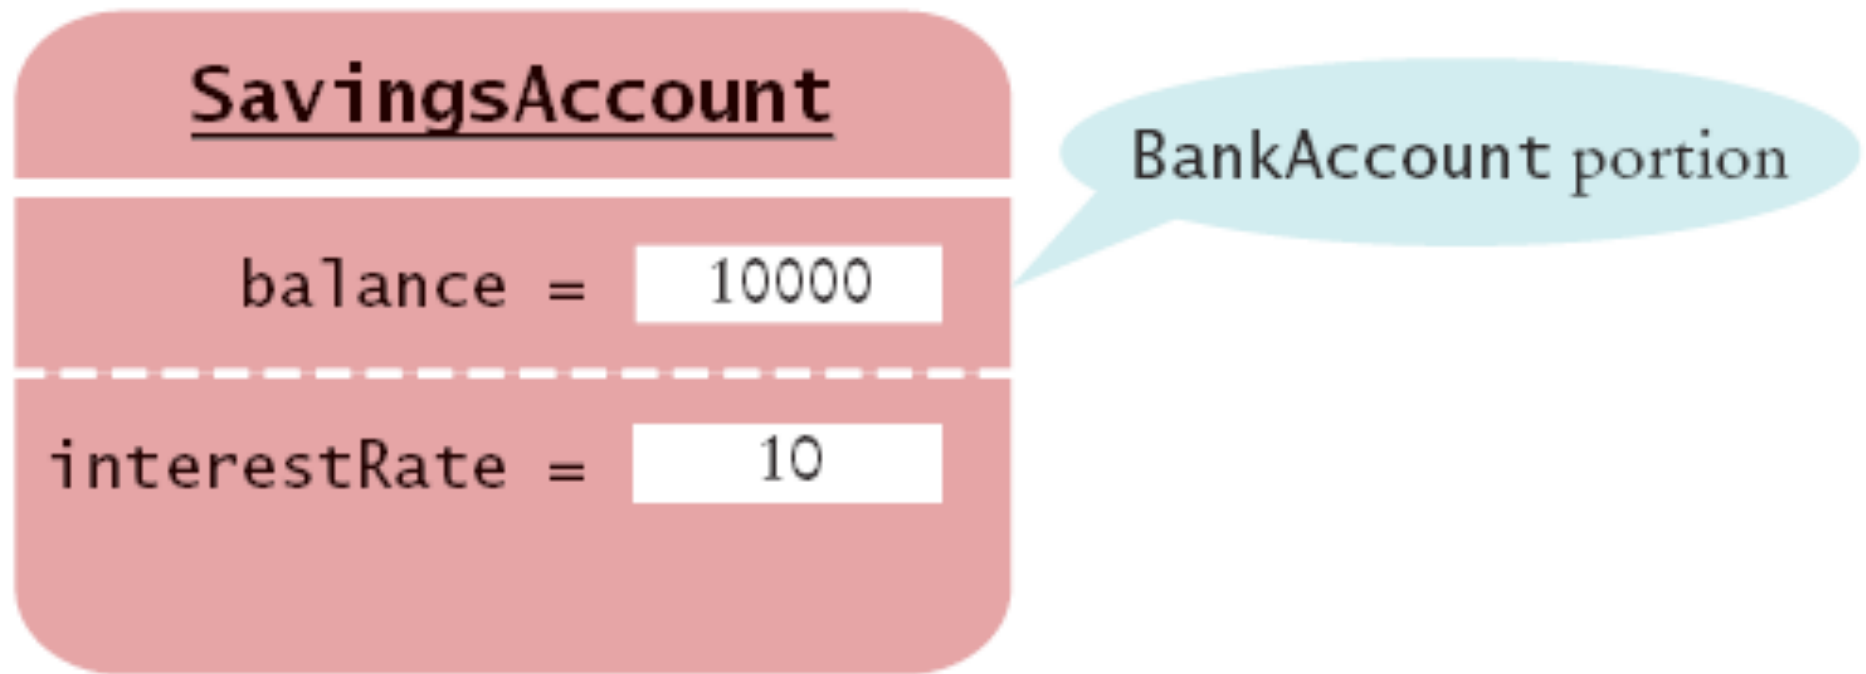 SavingsAccount
BankAccount portion
balance = 10000
interestRate = 10